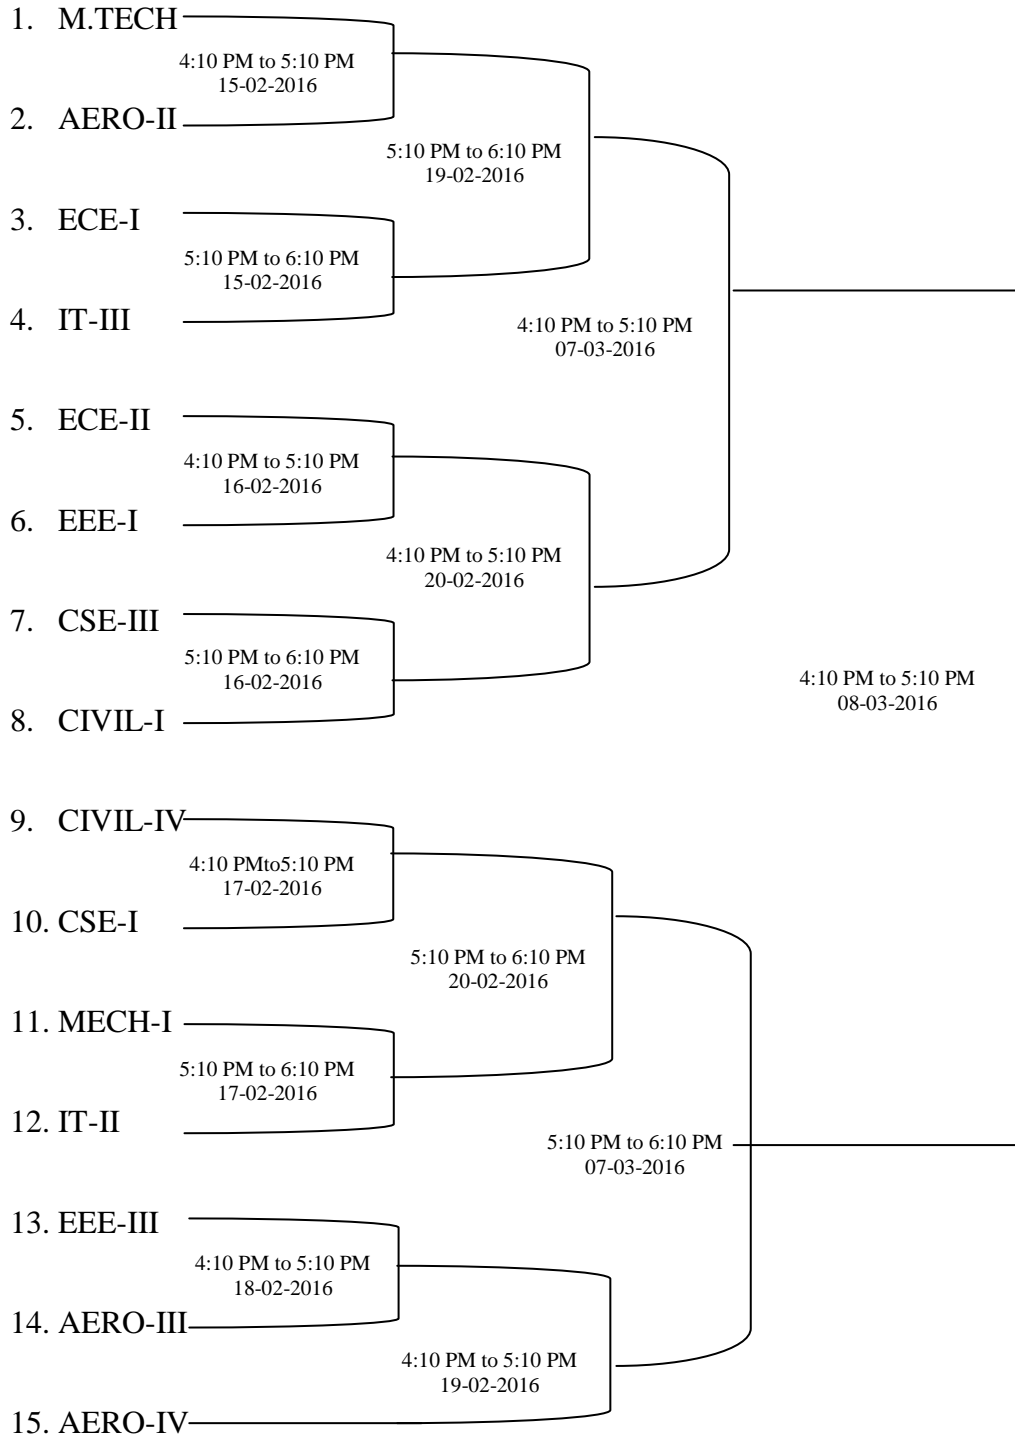 1. M.TECH
4:10 PM to 5:10 PM
15-02-2016
2. AERO-II
5:10 PM to 6:10 PM
19-02-2016
3. ECE-I
5:10 PM to 6:10 PM
15-02-2016
4. IT-III
4:10 PM to 5:10 PM
07-03-2016
5. ECE-II
4:10 PM to 5:10 PM
16-02-2016
6. EEE-I
4:10 PM to 5:10 PM
20-02-2016
7. CSE-III
5:10 PM to 6:10 PM
16-02-2016
4:10 PM to 5:10 PM
08-03-2016
8. CIVIL-I
9. CIVIL-IV
4:10 PMto5:10 PM
17-02-2016
10. CSE-I
5:10 PM to 6:10 PM
20-02-2016
11. MECH-I
5:10 PM to 6:10 PM
17-02-2016
12. IT-II
5:10 PM to 6:10 PM
07-03-2016
13. EEE-III
4:10 PM to 5:10 PM
18-02-2016
14. AERO-III
4:10 PM to 5:10 PM
19-02-2016
15. AERO-IV